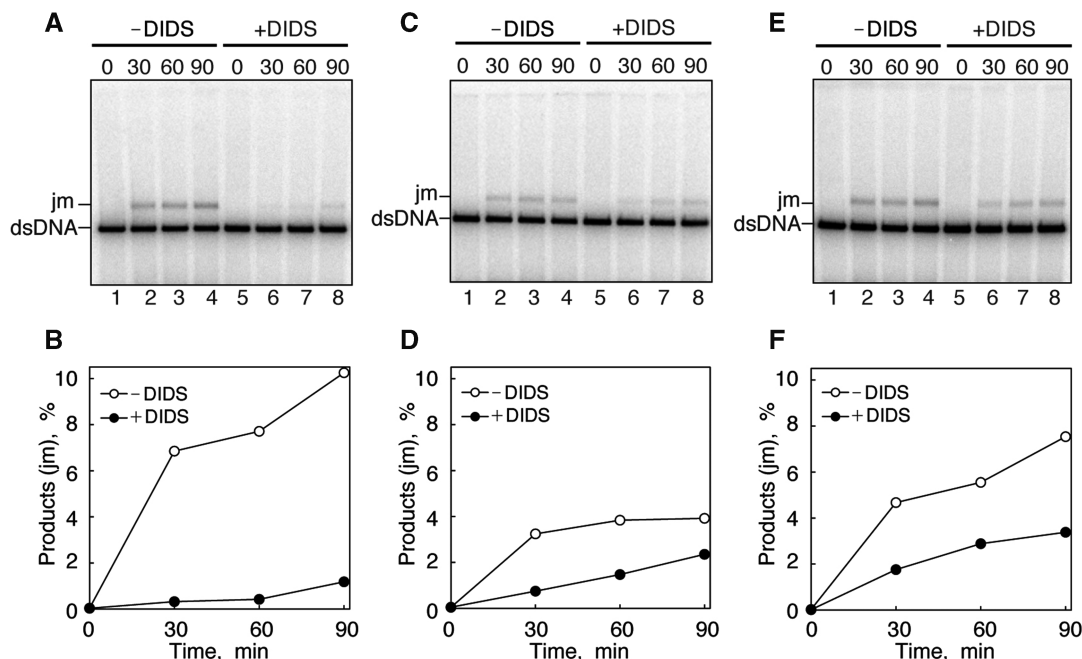 A
−DIDS +DIDS
0 30 60 90 0 30 60 90
jm
dsDNA
1 2 3 4 5 6 7 8
C
−DIDS +DIDS
0 30 60 90 0 30 60 90
jm
dsDNA
1 2 3 4 5 6 7 8
E
−DIDS +DIDS
0 30 60 90 0 30 60 90
jm
dsDNA
1 2 3 4 5 6 7 8
B
Products (jm), %
10
8
6
4
2
0
−DIDS
+DIDS
0 30 60 90
Time, min
D
Products (jm), %
10
8
6
4
2
0
−DIDS
+DIDS
0 30 60 90
Time, min
F
Products (jm), %
10
8
6
4
2
0
−DIDS
+DIDS
0 30 60 90
Time, min